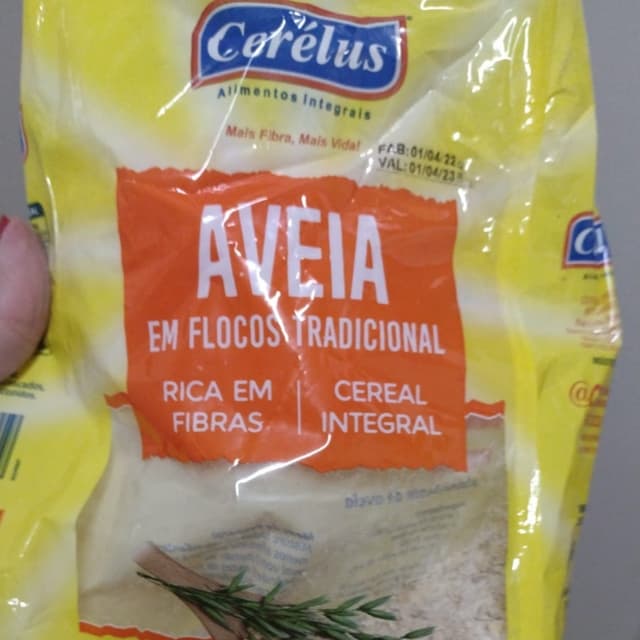 Cerélus
Alimentos Integrais
Mais Fibra, Mais Vida!
FAB:01/04/22
VAL:01/04/23
AVEIA
EM FLOCOS TRADICIONAL
RICA EM
FIBRAS
CEREAL
INTEGRAL